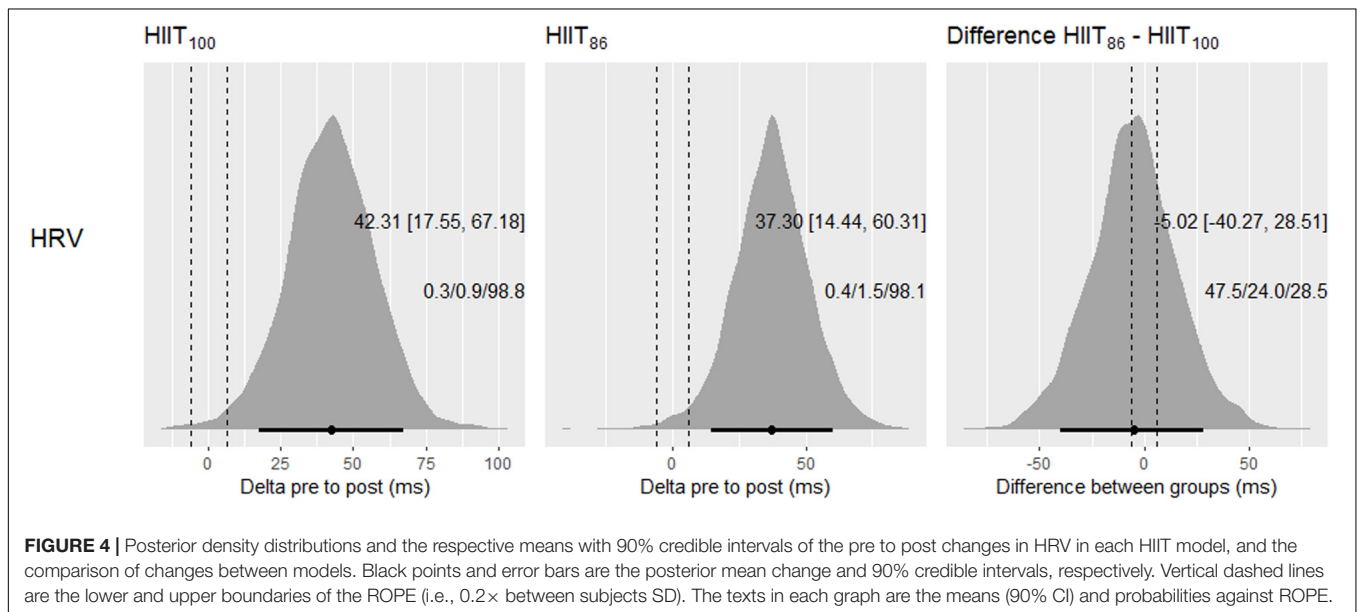 HIIT100
HIIT86
Difference HIIT86 - HIIT100
HRV
42.31 [17.55, 67.18]
0.3/0.9/98.8
37.30 [14.44, 60.31]
0.4/1.5/98.1
-5.02 [-40.27, 28.51]
47.5/24.0/28.5
0 25 50 75 100
0 50
-50 0 50
Delta pre to post (ms)
Delta pre to post (ms)
Difference between groups (ms)
FIGURE 4 | Posterior density distributions and the respective means with 90% credible intervals of the pre to post changes in HRV in each HIIT model, and the
comparison of changes between models. Black points and error bars are the posterior mean change and 90% credible intervals, respectively. Vertical dashed lines
are the lower and upper boundaries of the ROPE (i.e., 0.2× between subjects SD). The texts in each graph are the means (90% CI) and probabilities against ROPE.